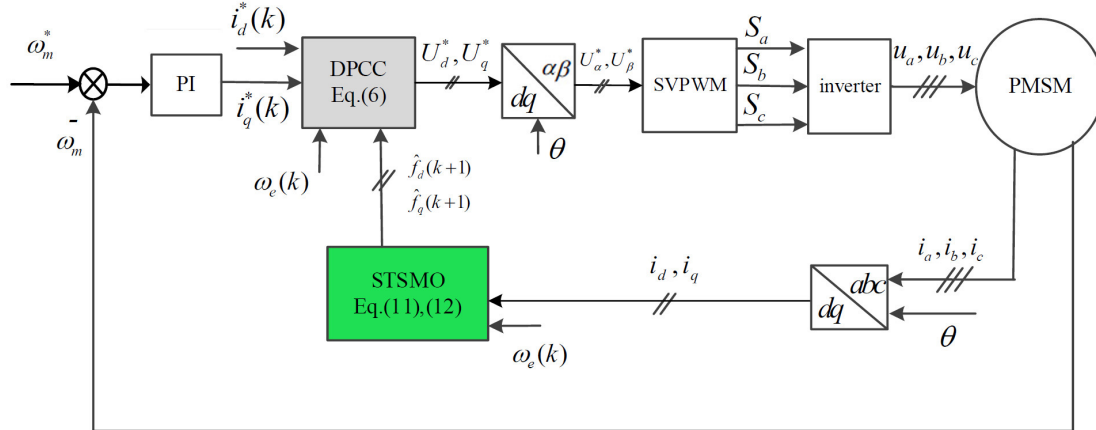 ω*m
-
ωm
PI
i*d(k)
i*q(k)
DPCC
Eq.(6)
ωe(k)
U*d,U*q
αβ
dq
θ
U*α,U*β
SVPWM
Sa
Sb
Sc
inverter
ua,ub,uc
PMSM
f̂d(k+1)
f̂q(k+1)
STSMO
Eq.(11),(12)
ωe(k)
id,iq
abc
dq
ia,ib,ic
θ